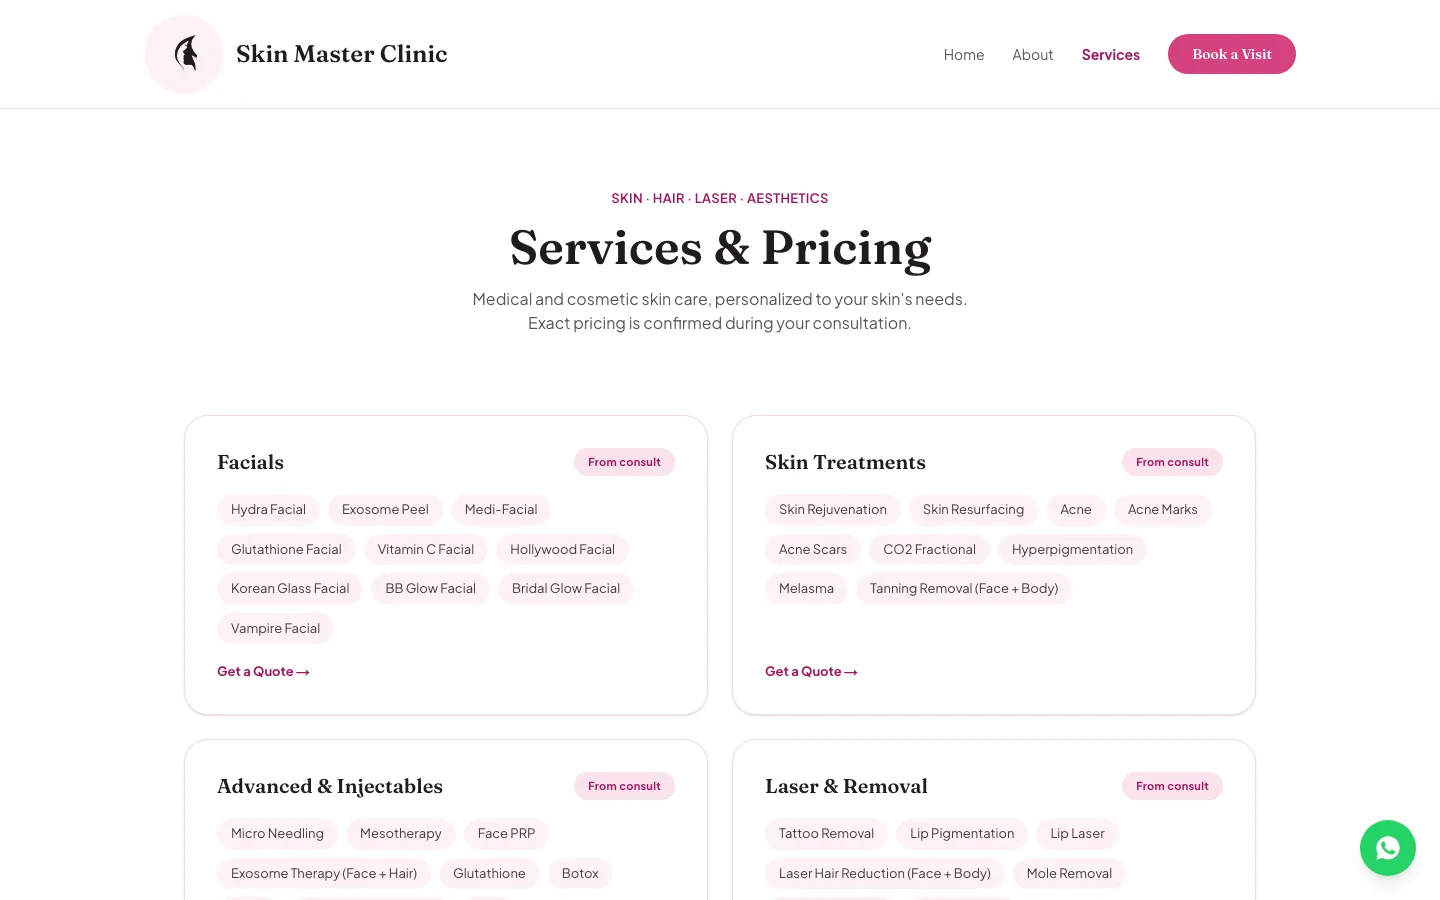 Skin Master Clinic
Home
About
Services
Book a Visit
SKIN · HAIR · LASER · AESTHETICS
Services & Pricing
Medical and cosmetic skin care, personalized to your skin's needs.
Exact pricing is confirmed during your consultation.
Facials
From consult
Hydra Facial
Exosome Peel
Medi-Facial
Glutathione Facial
Vitamin C Facial
Hollywood Facial
Korean Glass Facial
BB Glow Facial
Bridal Glow Facial
Vampire Facial
Get a Quote →
Skin Treatments
From consult
Skin Rejuvenation
Skin Resurfacing
Acne
Acne Marks
Acne Scars
CO2 Fractional
Hyperpigmentation
Melasma
Tanning Removal (Face + Body)
Get a Quote →
Advanced & Injectables
From consult
Micro Needling
Mesotherapy
Face PRP
Exosome Therapy (Face + Hair)
Glutathione
Botox
Laser & Removal
From consult
Tattoo Removal
Lip Pigmentation
Lip Laser
Laser Hair Reduction (Face + Body)
Mole Removal